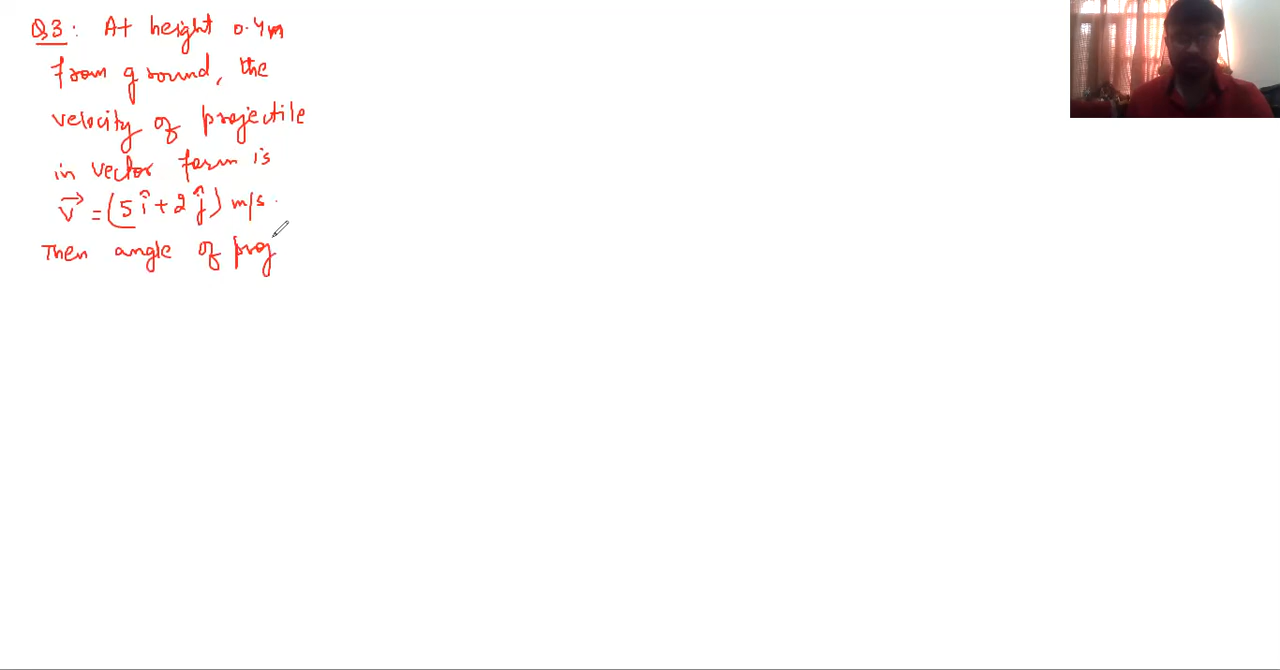 Q3: At height 0.4m
from ground, the
velocity of projectile
in vector form is
v⃗ = (5î + 2ĵ) m/s.
Then angle of proj